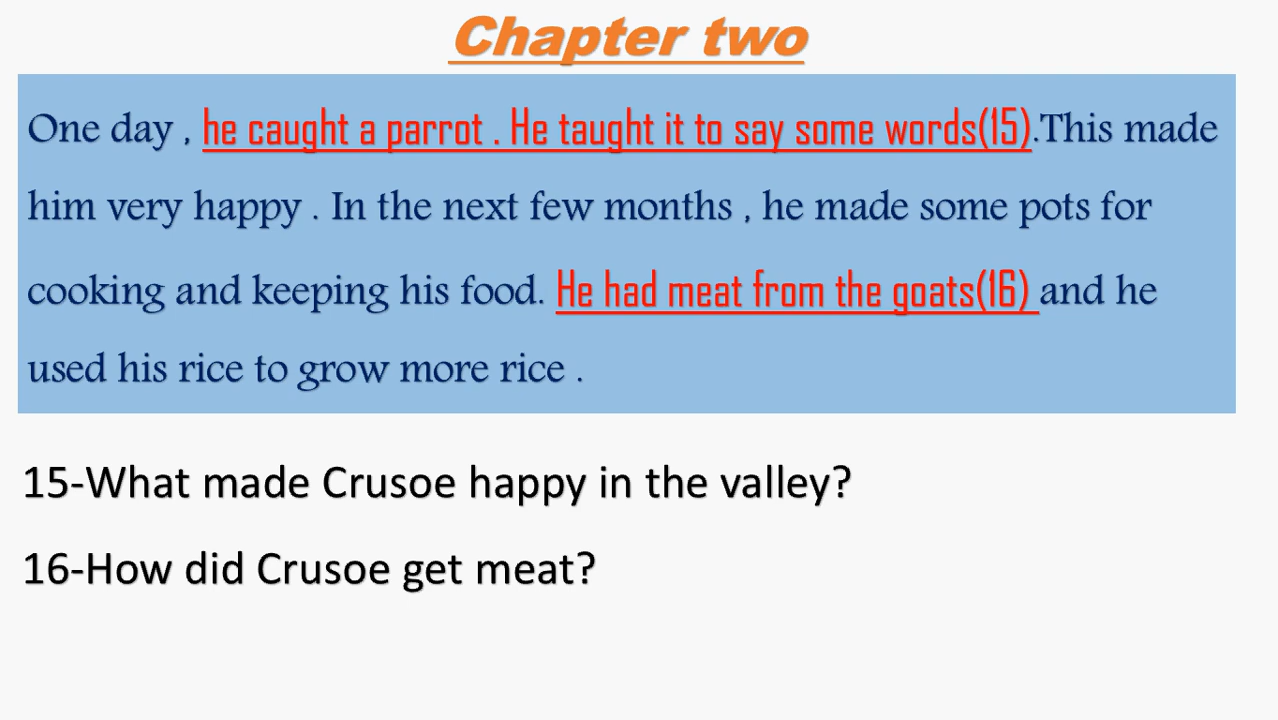 Chapter two
One day , he caught a parrot . He taught it to say some words(15).This made
him very happy . In the next few months , he made some pots for
cooking and keeping his food. He had meat from the goats(16) and he
used his rice to grow more rice .
15-What made Crusoe happy in the valley?
16-How did Crusoe get meat?